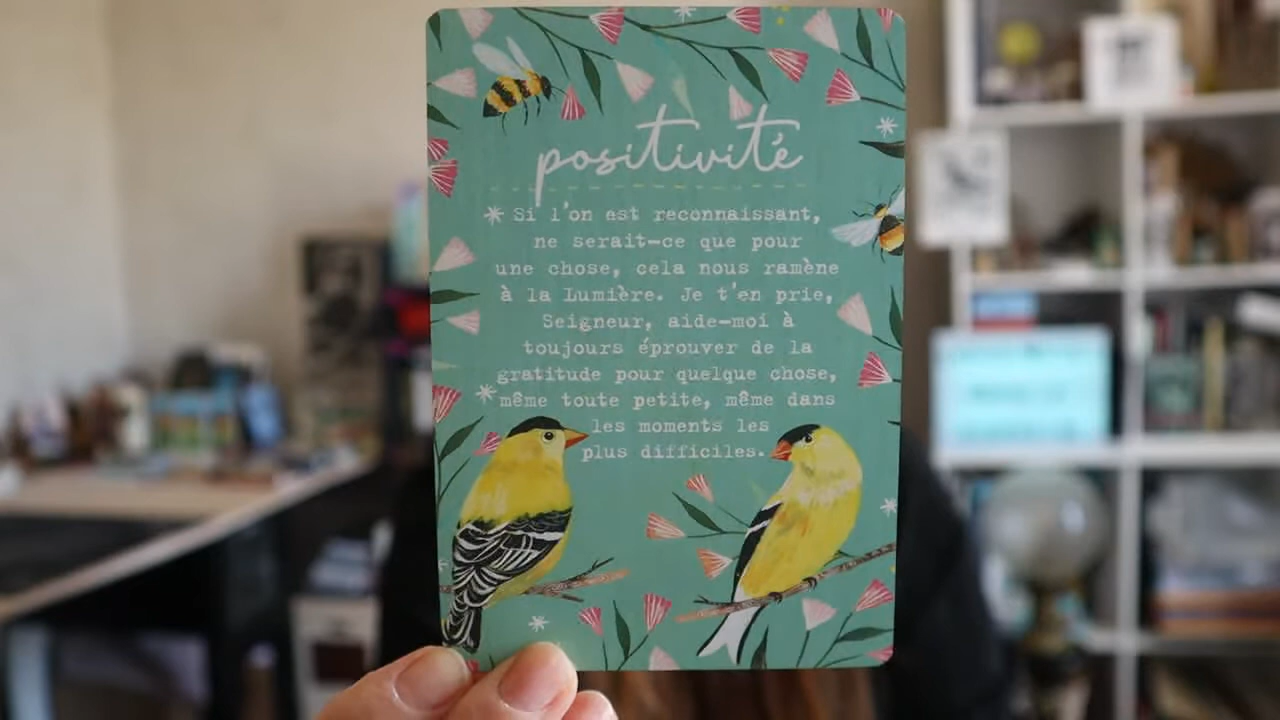 positivité
Si l'on est reconnaissant,
ne serait-ce que pour
une chose, cela nous ramène
à la Lumière. Je t'en prie,
Seigneur, aide-moi à
toujours éprouver de la
gratitude pour quelque chose,
même toute petite, même dans
les moments les
plus difficiles.